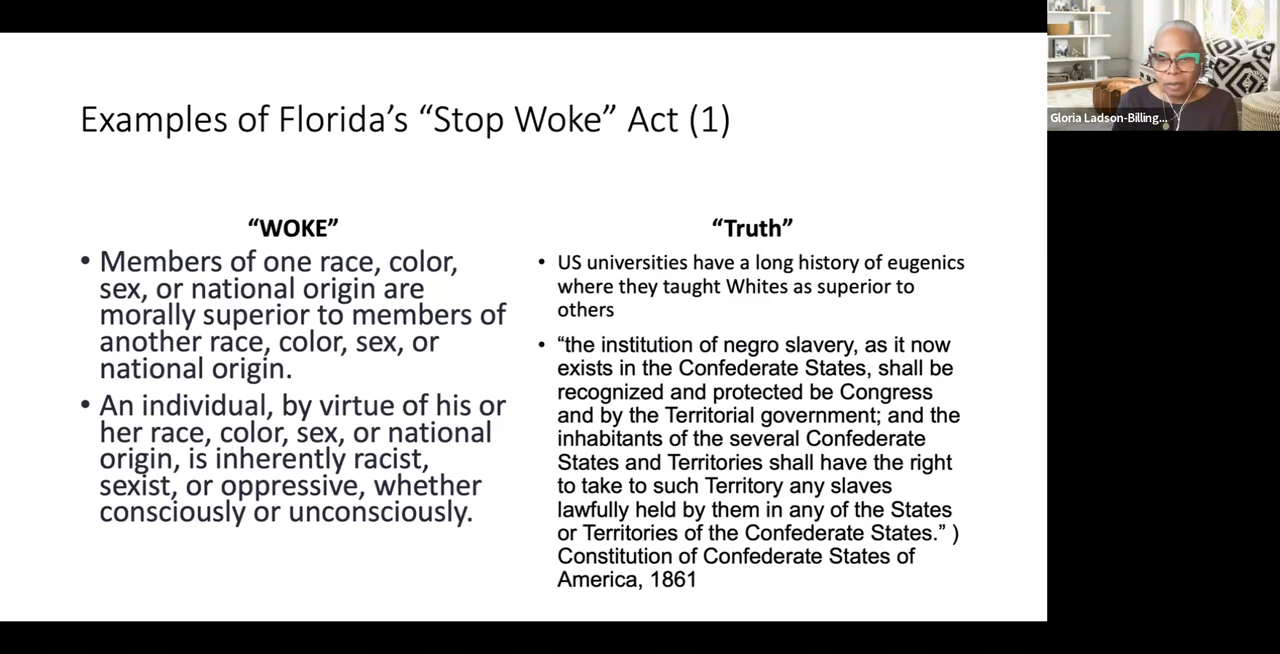 Examples of Florida’s “Stop Woke” Act (1)
“WOKE”
• Members of one race, color,
sex, or national origin are
morally superior to members of
another race, color, sex, or
national origin.
• An individual, by virtue of his or
her race, color, sex, or national
origin, is inherently racist,
sexist, or oppressive, whether
consciously or unconsciously.
“Truth”
• US universities have a long history of eugenics
where they taught Whites as superior to
others
• “the institution of negro slavery, as it now
exists in the Confederate States, shall be
recognized and protected be Congress
and by the Territorial government; and the
inhabitants of the several Confederate
States and Territories shall have the right
to take to such Territory any slaves
lawfully held by them in any of the States
or Territories of the Confederate States.” )
Constitution of Confederate States of
America, 1861
Gloria Ladson-Billing...